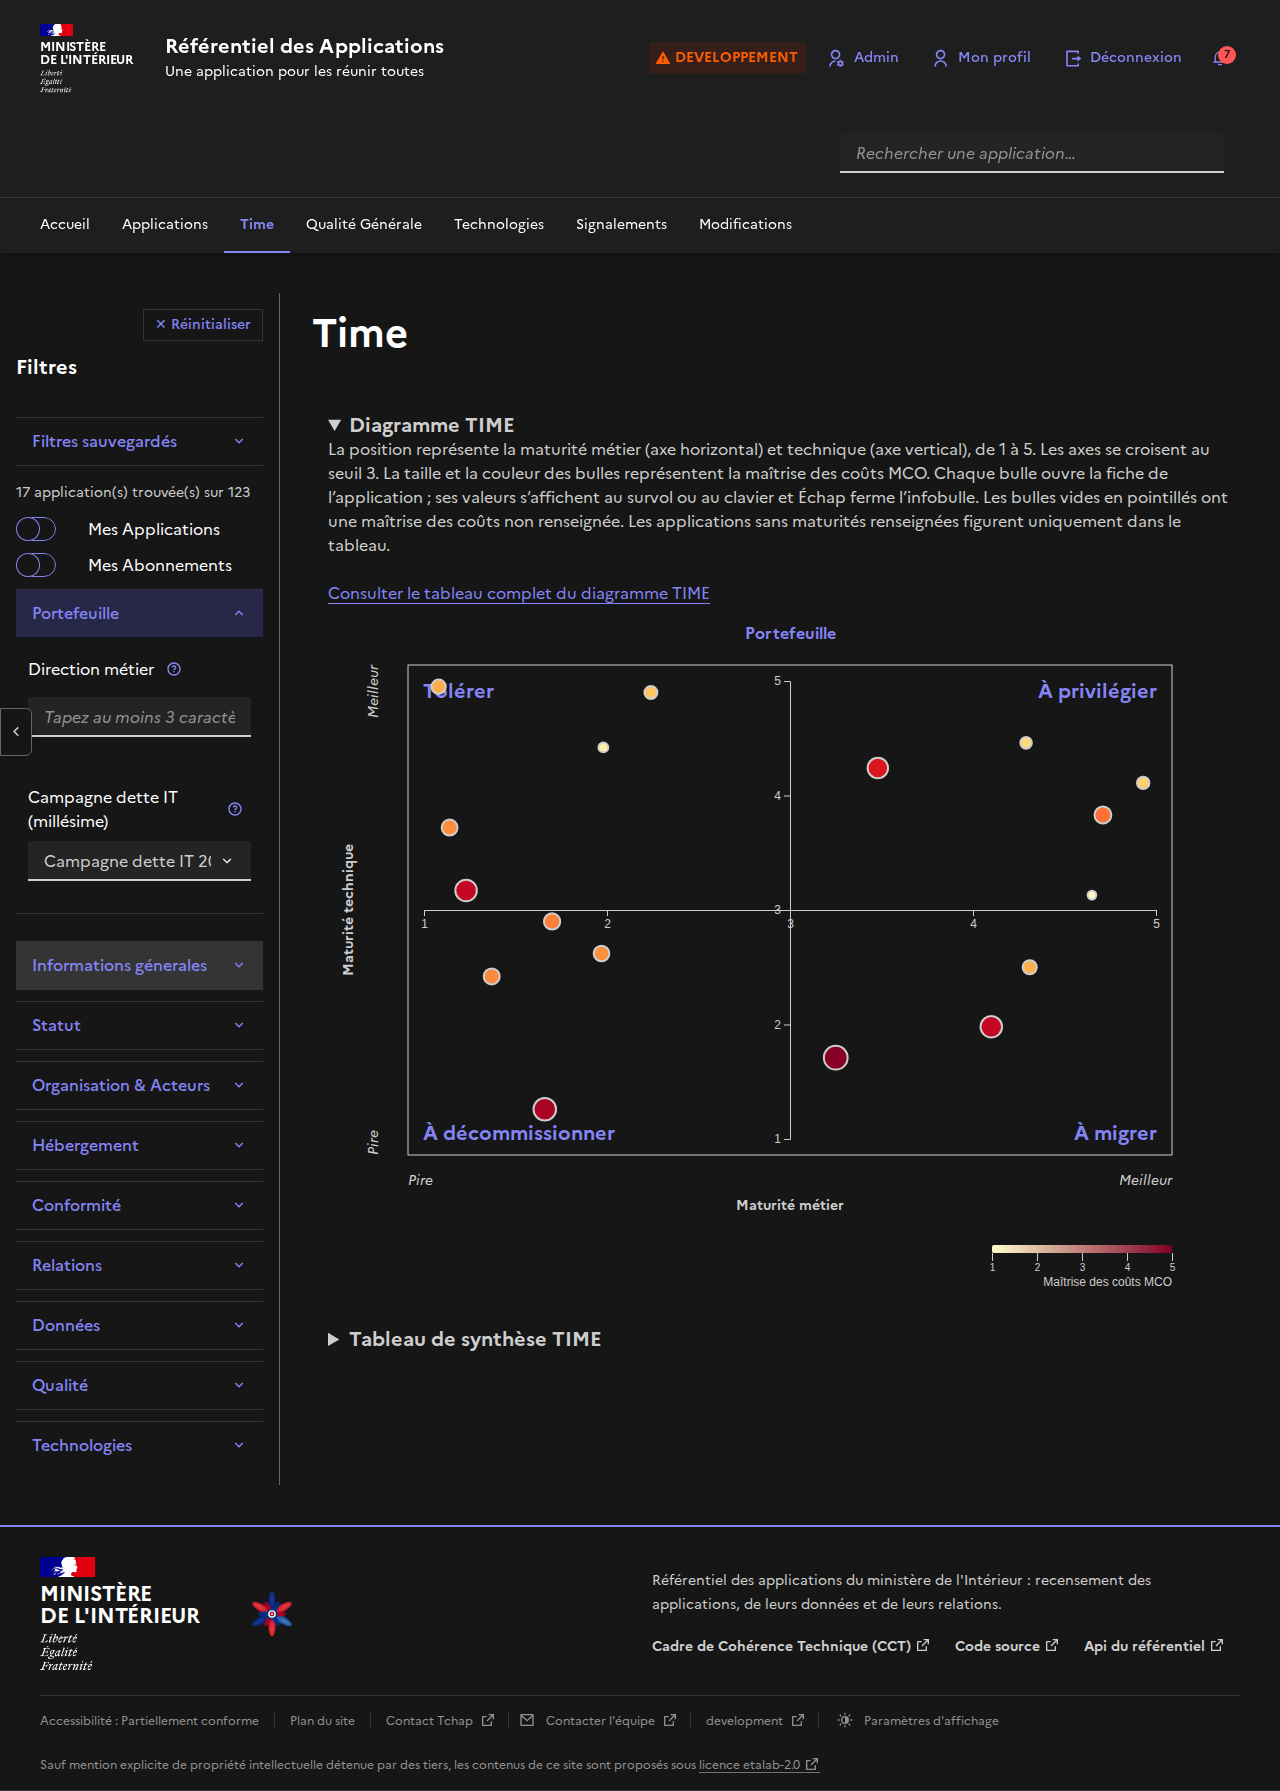 MINISTÈRE
DE L'INTÉRIEUR
Liberté
Égalité
Fraternité
Référentiel des Applications
Une application pour les réunir toutes
DEVELOPPEMENT
Admin
Mon profil
Déconnexion
7
Rechercher une application…
Accueil
Applications
Time
Qualité Générale
Technologies
Signalements
Modifications
Réinitialiser
Filtres
Filtres sauvegardés
17 application(s) trouvée(s) sur 123
Mes Applications
Mes Abonnements
Portefeuille
Direction métier
Tapez au moins 3 caractè
Campagne dette IT
(millésime)
Campagne dette IT 20
Informations génerales
Statut
Organisation & Acteurs
Hébergement
Conformité
Relations
Données
Qualité
Technologies
Time
Diagramme TIME
La position représente la maturité métier (axe horizontal) et technique (axe vertical), de 1 à 5. Les axes se croisent au
seuil 3. La taille et la couleur des bulles représentent la maîtrise des coûts MCO. Chaque bulle ouvre la fiche de
l’application ; ses valeurs s’affichent au survol ou au clavier et Échap ferme l’infobulle. Les bulles vides en pointillés ont
une maîtrise des coûts non renseignée. Les applications sans maturités renseignées figurent uniquement dans le
tableau.
Consulter le tableau complet du diagramme TIME
Portefeuille
Meilleur
Maturité technique
Pire
Tolérer
À privilégier
À décommissionner
À migrer
5
4
3
2
1
1
2
3
4
5
Pire
Meilleur
Maturité métier
1
2
3
4
5
Maîtrise des coûts MCO
Tableau de synthèse TIME
MINISTÈRE
DE L'INTÉRIEUR
Liberté
Égalité
Fraternité
Référentiel des applications du ministère de l'Intérieur : recensement des
applications, de leurs données et de leurs relations.
Cadre de Cohérence Technique (CCT)
Code source
Api du référentiel
Accessibilité : Partiellement conforme
Plan du site
Contact Tchap
Contacter l'équipe
development
Paramètres d'affichage
Sauf mention explicite de propriété intellectuelle détenue par des tiers, les contenus de ce site sont proposés sous licence etalab-2.0